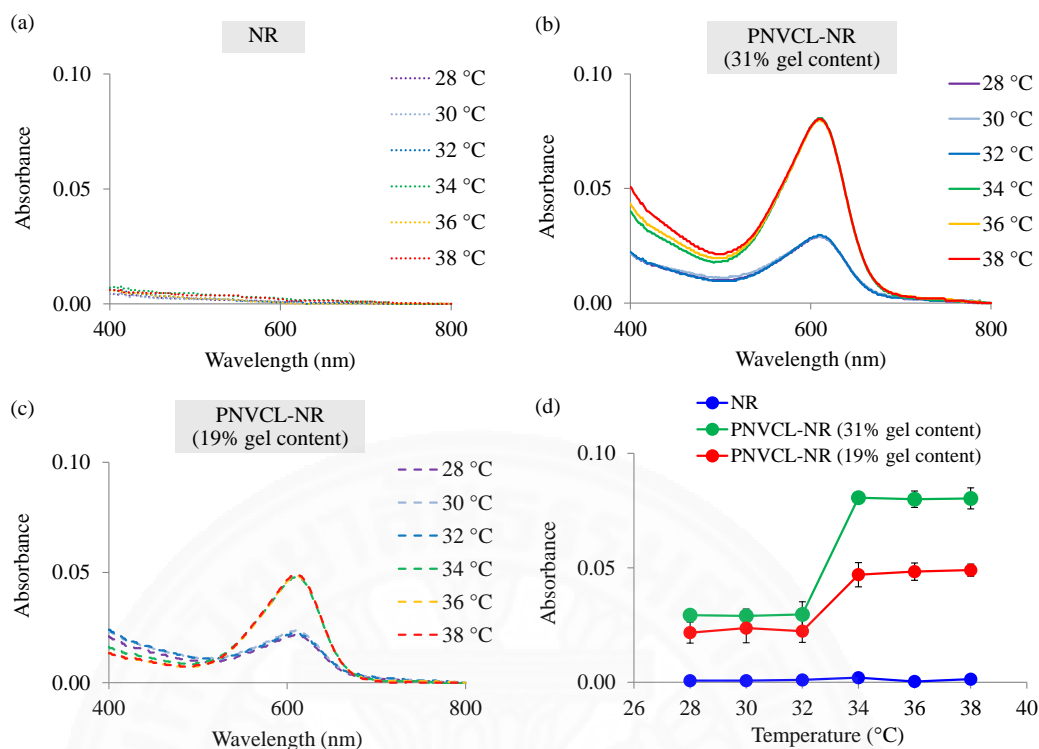 (a)
NR
0.10
0.05
0.00
400
600
800
Absorbance
Wavelength (nm)
28 °C
30 °C
32 °C
34 °C
36 °C
38 °C
(b)
PNVCL-NR
(31% gel content)
0.10
0.05
0.00
400
600
800
Absorbance
Wavelength (nm)
28 °C
30 °C
32 °C
34 °C
36 °C
38 °C
(c)
PNVCL-NR
(19% gel content)
0.10
0.05
0.00
400
600
800
Absorbance
Wavelength (nm)
28 °C
30 °C
32 °C
34 °C
36 °C
38 °C
(d)
NR
PNVCL-NR (31% gel content)
PNVCL-NR (19% gel content)
0.10
0.05
0.00
26
28
30
32
34
36
38
40
Absorbance
Temperature (°C)